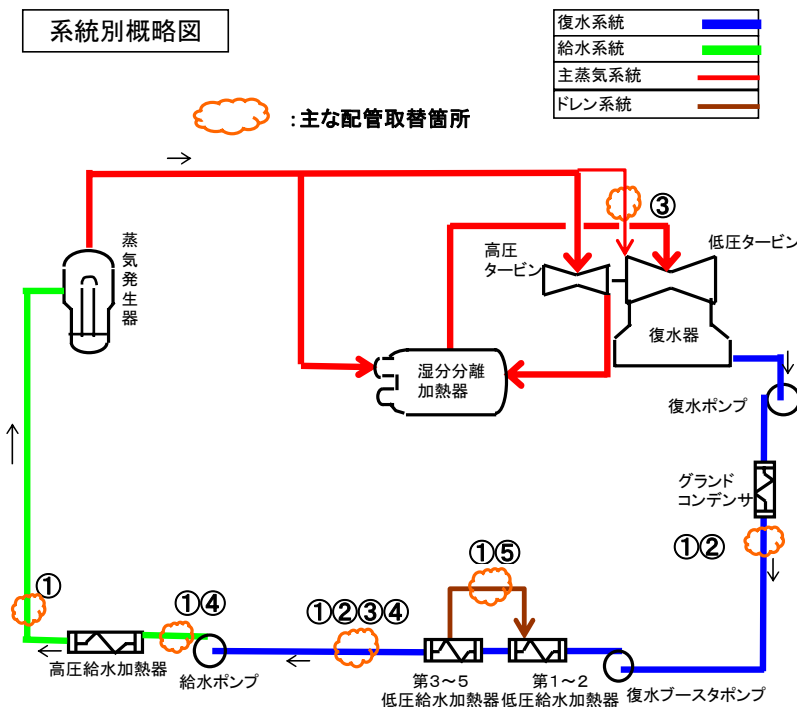 系統別概略図
復水系統
給水系統
主蒸気系統
ドレン系統
：主な配管取替箇所
③
蒸気発生器
高圧
タービン
低圧タービン
復水器
湿分分離
加熱器
復水ポンプ
グランド
コンデンサ
①②
①⑤
①
①④
①②③④
高圧給水加熱器
給水ポンプ
第3～5
低圧給水加熱器
第1～2
低圧給水加熱器
復水ブースタポンプ